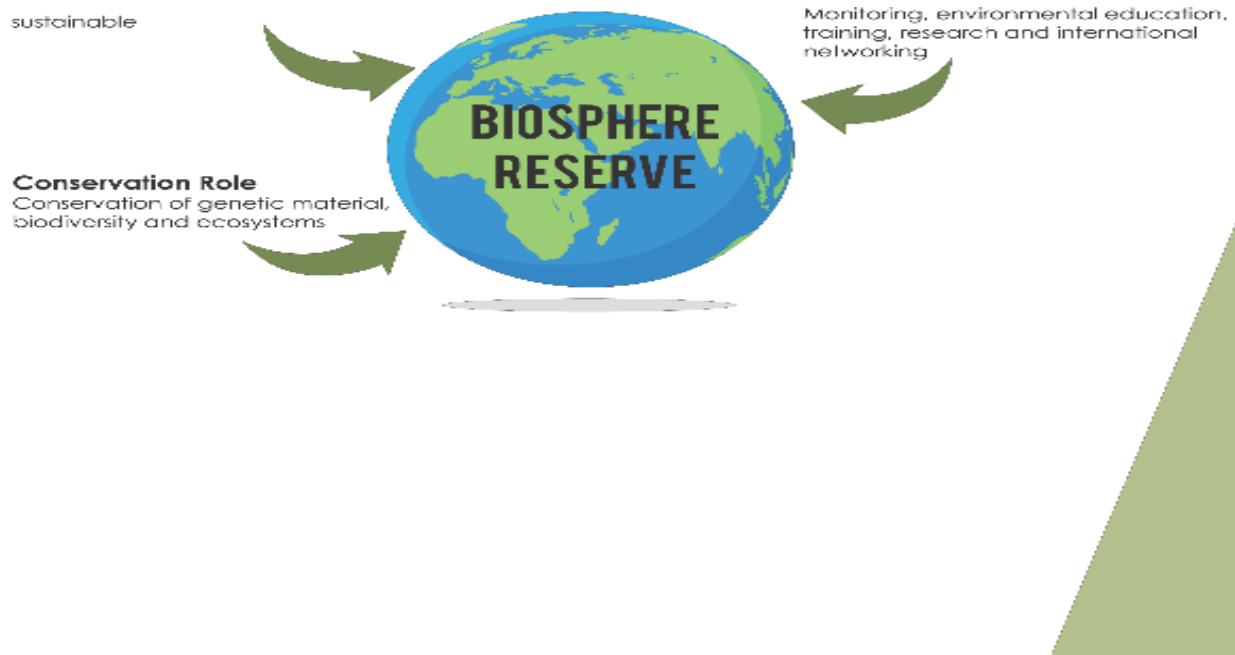 sustainable
Monitoring, environmental education,
training, research and international
networking
BIOSPHERE
RESERVE
Conservation Role
Conservation of genetic material,
biodiversity and ecosystems